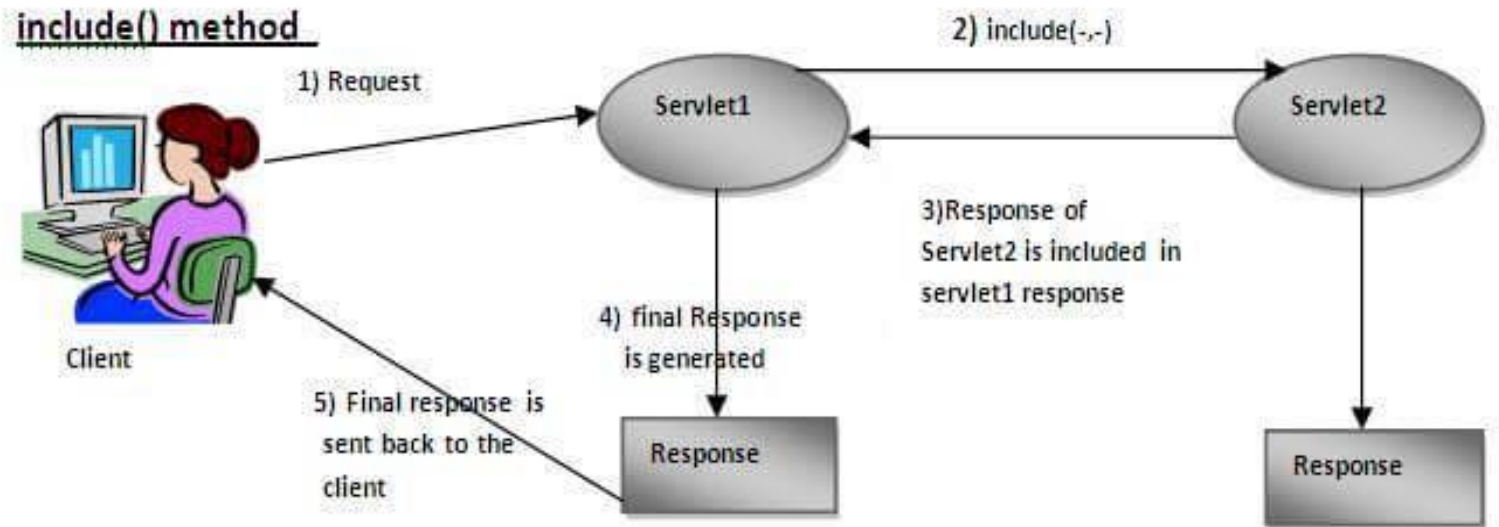 include() method
2) include(-,-)
1) Request
Servlet1
Servlet2
3)Response of
Servlet2 is included in
servlet1 response
4) final Response
is generated
Client
5) Final response is
sent back to the
client
Response
Response